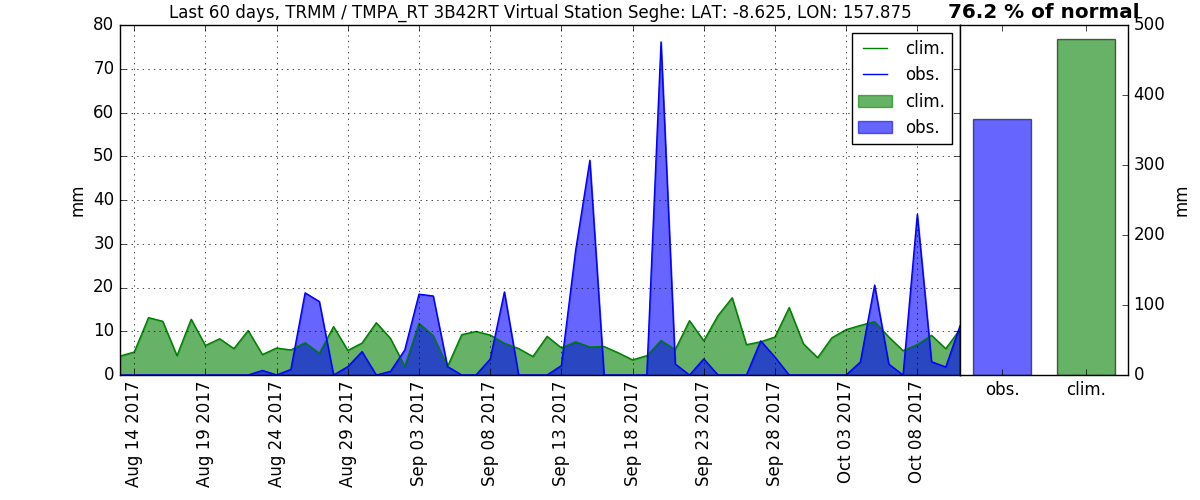 Last 60 days, TRMM / TMPA_RT 3B42RT Virtual Station Seghe: LAT: -8.625, LON: 157.875
76.2 % of normal
80
70
60
50
40
30
20
10
0
mm
clim.
obs.
clim.
obs.
500
400
300
200
100
0
mm
obs.
clim.
Aug 14 2017
Aug 19 2017
Aug 24 2017
Aug 29 2017
Sep 03 2017
Sep 08 2017
Sep 13 2017
Sep 18 2017
Sep 23 2017
Sep 28 2017
Oct 03 2017
Oct 08 2017